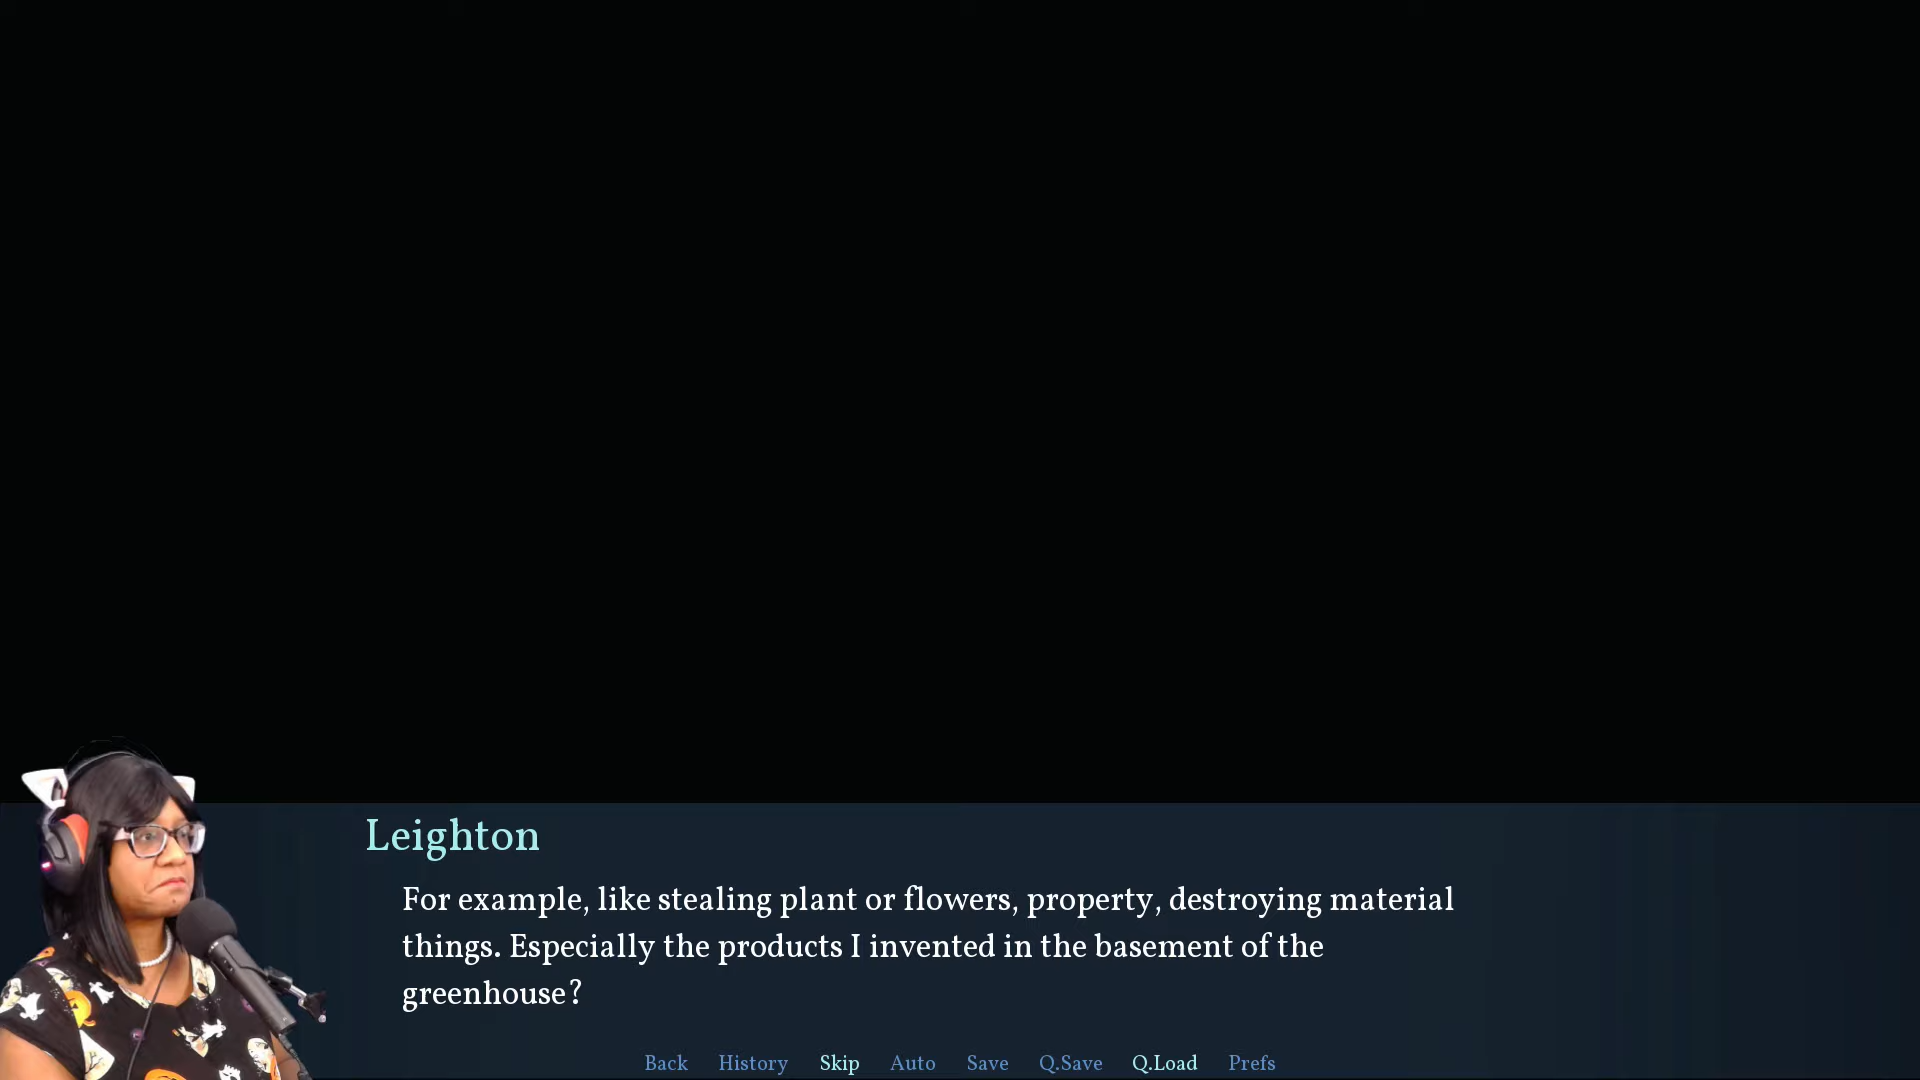 Leighton
For example, like stealing plant or flowers, property, destroying material
things. Especially the products I invented in the basement of the
greenhouse?
Back History Skip Auto Save Q.Save Q.Load Prefs